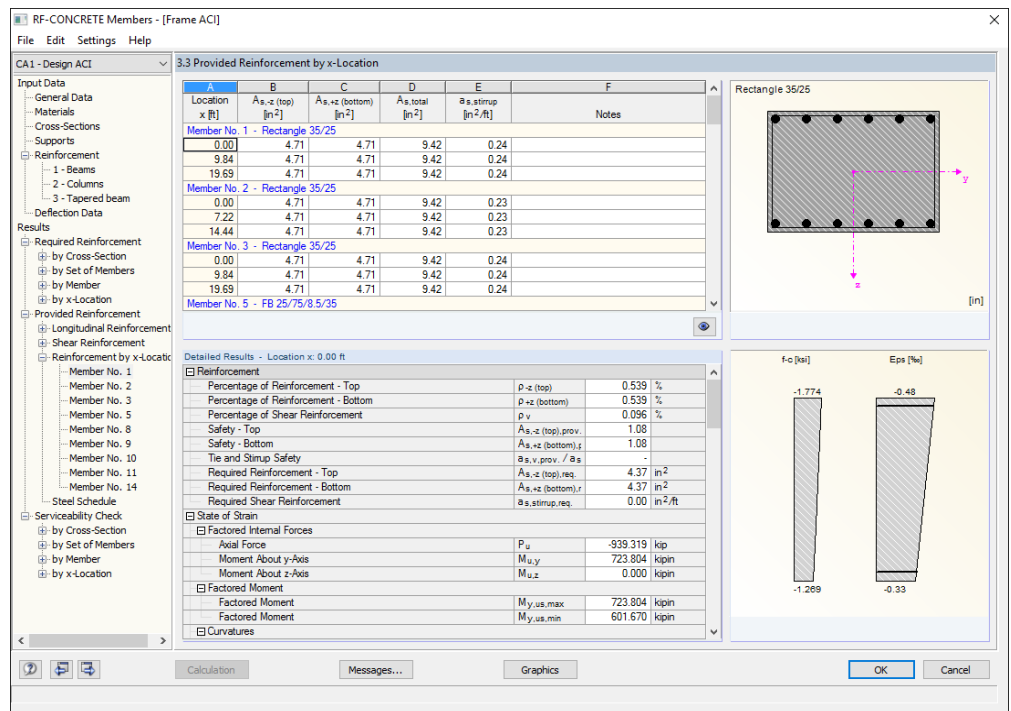 RF-CONCRETE Members - [Frame ACI]
File Edit Settings Help
CA1 - Design ACI
3.3 Provided Reinforcement by x-Location
Input Data
General Data
Materials
Cross-Sections
Supports
Reinforcement
1 - Beams
2 - Columns
3 - Tapered beam
Deflection Data
Results
Required Reinforcement
by Cross-Section
by Set of Members
by Member
by x-Location
Provided Reinforcement
Longitudinal Reinforcement
Shear Reinforcement
Reinforcement by x-Locatic
Member No. 1
Member No. 2
Member No. 3
Member No. 5
Member No. 8
Member No. 9
Member No. 10
Member No. 11
Member No. 14
Steel Schedule
Serviceability Check
by Cross-Section
by Set of Members
by Member
by x-Location
A B C D E F
Location As,-z (top) As,+z (bottom) As,total as,stirrup
x [ft] [in2] [in2] [in2] [in2/ft] Notes
Member No. 1 - Rectangle 35/25
0.00 4.71 4.71 9.42 0.24
9.84 4.71 4.71 9.42 0.24
19.69 4.71 4.71 9.42 0.24
Member No. 2 - Rectangle 35/25
0.00 4.71 4.71 9.42 0.23
7.22 4.71 4.71 9.42 0.23
14.44 4.71 4.71 9.42 0.23
Member No. 3 - Rectangle 35/25
0.00 4.71 4.71 9.42 0.24
9.84 4.71 4.71 9.42 0.24
19.69 4.71 4.71 9.42 0.24
Member No. 5 - FB 25/75/8.5/35
Rectangle 35/25
y
z
[in]
Detailed Results - Location x: 0.00 ft
Reinforcement
Percentage of Reinforcement - Top ρ -z (top) 0.539 %
Percentage of Reinforcement - Bottom ρ +z (bottom) 0.539 %
Percentage of Shear Reinforcement ρ v 0.096 %
Safety - Top As,-z (top),prov. 1.08
Safety - Bottom As,+z (bottom),p 1.08
Tie and Stirrup Safety as,v,prov. / as -
Required Reinforcement - Top As,-z (top),req. 4.37 in2
Required Reinforcement - Bottom As,+z (bottom),r 4.37 in2
Required Shear Reinforcement as,stirrup,req. 0.00 in2/ft
State of Strain
Factored Internal Forces
Axial Force Pu -939.319 kip
Moment About y-Axis Mu,y 723.804 kipin
Moment About z-Axis Mu,z 0.000 kipin
Factored Moment
Factored Moment My,us,max 723.804 kipin
Factored Moment My,us,min 601.670 kipin
Curvatures
f-c [ksi] Eps [‰]
-1.774 -0.48
-1.269 -0.33
Calculation Messages... Graphics OK Cancel